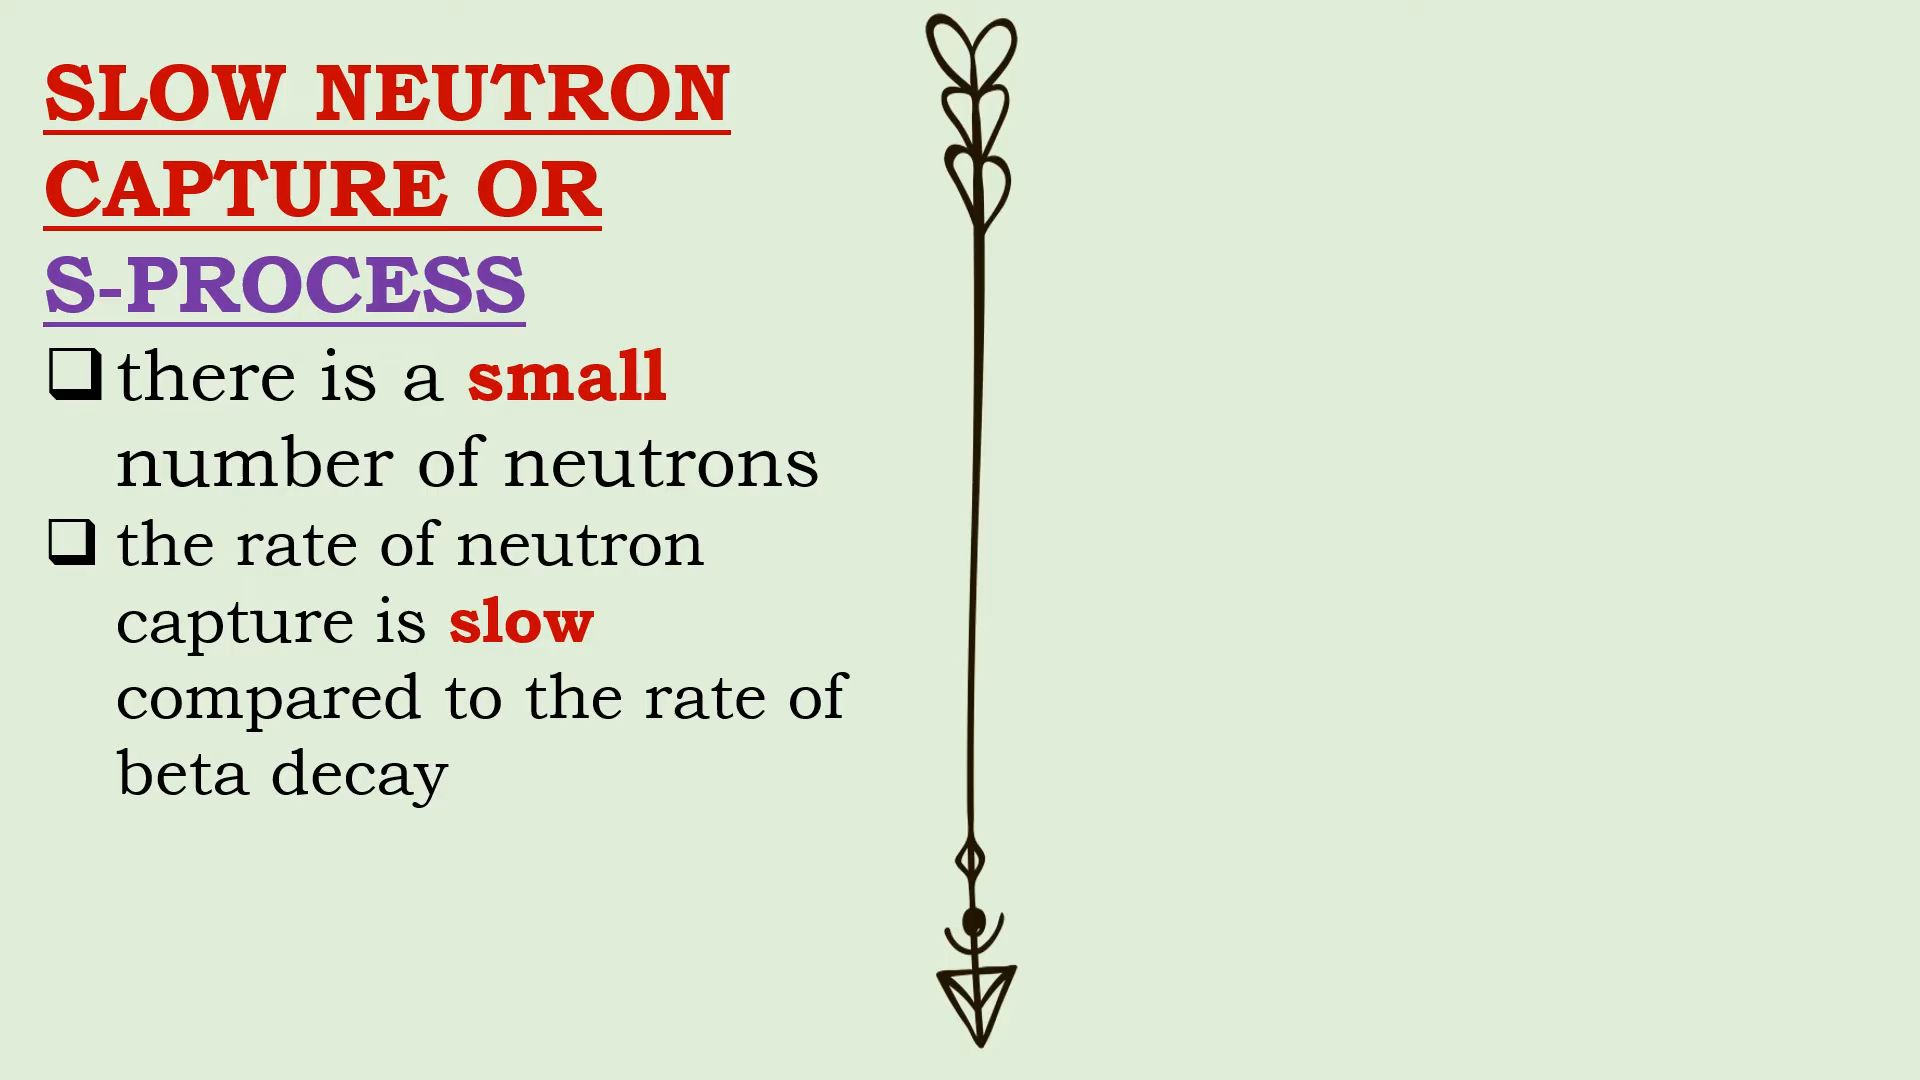 SLOW NEUTRON
CAPTURE OR
S-PROCESS
there is a small
number of neutrons
the rate of neutron
capture is slow
compared to the rate of
beta decay